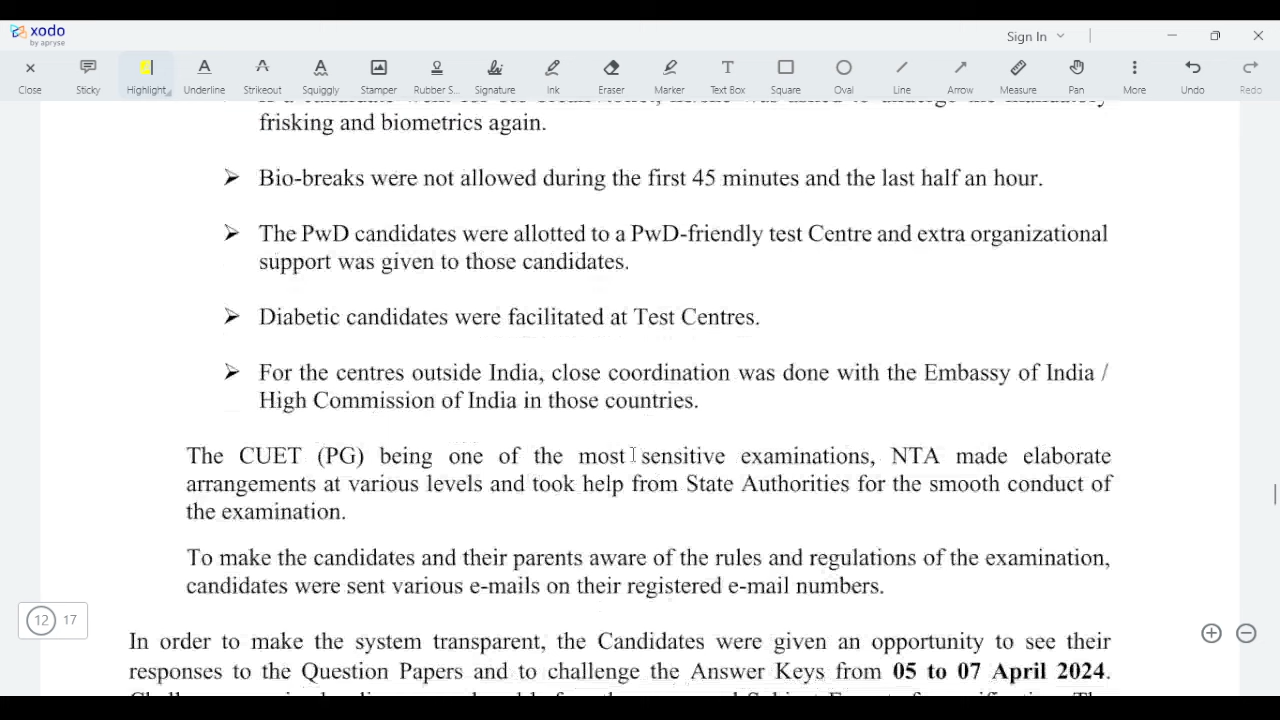 xodo
by apryse
Sign In
Close
Sticky
Highlight
Underline
Strikeout
Squiggly
Stamper
Rubber S...
Signature
Ink
Eraser
Marker
Text Box
Square
Oval
Line
Arrow
Measure
Pan
More
Undo
Redo
frisking and biometrics again.
➢ Bio-breaks were not allowed during the first 45 minutes and the last half an hour.
➢ The PwD candidates were allotted to a PwD-friendly test Centre and extra organizational
support was given to those candidates.
➢ Diabetic candidates were facilitated at Test Centres.
➢ For the centres outside India, close coordination was done with the Embassy of India /
High Commission of India in those countries.
The CUET (PG) being one of the most sensitive examinations, NTA made elaborate
arrangements at various levels and took help from State Authorities for the smooth conduct of
the examination.
To make the candidates and their parents aware of the rules and regulations of the examination,
candidates were sent various e-mails on their registered e-mail numbers.
12 17
In order to make the system transparent, the Candidates were given an opportunity to see their
responses to the Question Papers and to challenge the Answer Keys from 05 to 07 April 2024.